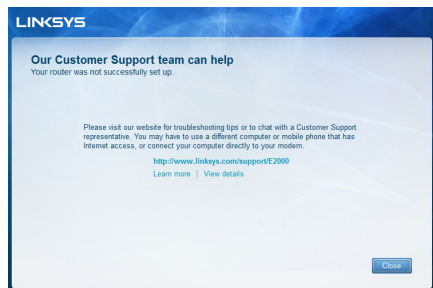 LINKSYS
Our Customer Support team can help
Your router was not successfully set up.
Please visit our website for troubleshooting tips or to chat with a Customer Support
representative. You may have to use a different computer or mobile phone that has
Internet access, or connect your computer directly to your modem.
http://www.linksys.com/support/E2000
Learn more | View details
Close